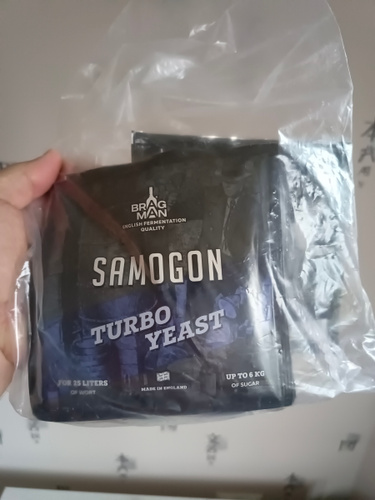 BRAG
MAN
ENGLISH FERMENTATION
QUALITY
SAMOGON
TURBO
YEAST
FOR 25 LITERS
OF WORT
MADE IN ENGLAND
UP TO 6 KG
OF SUGAR